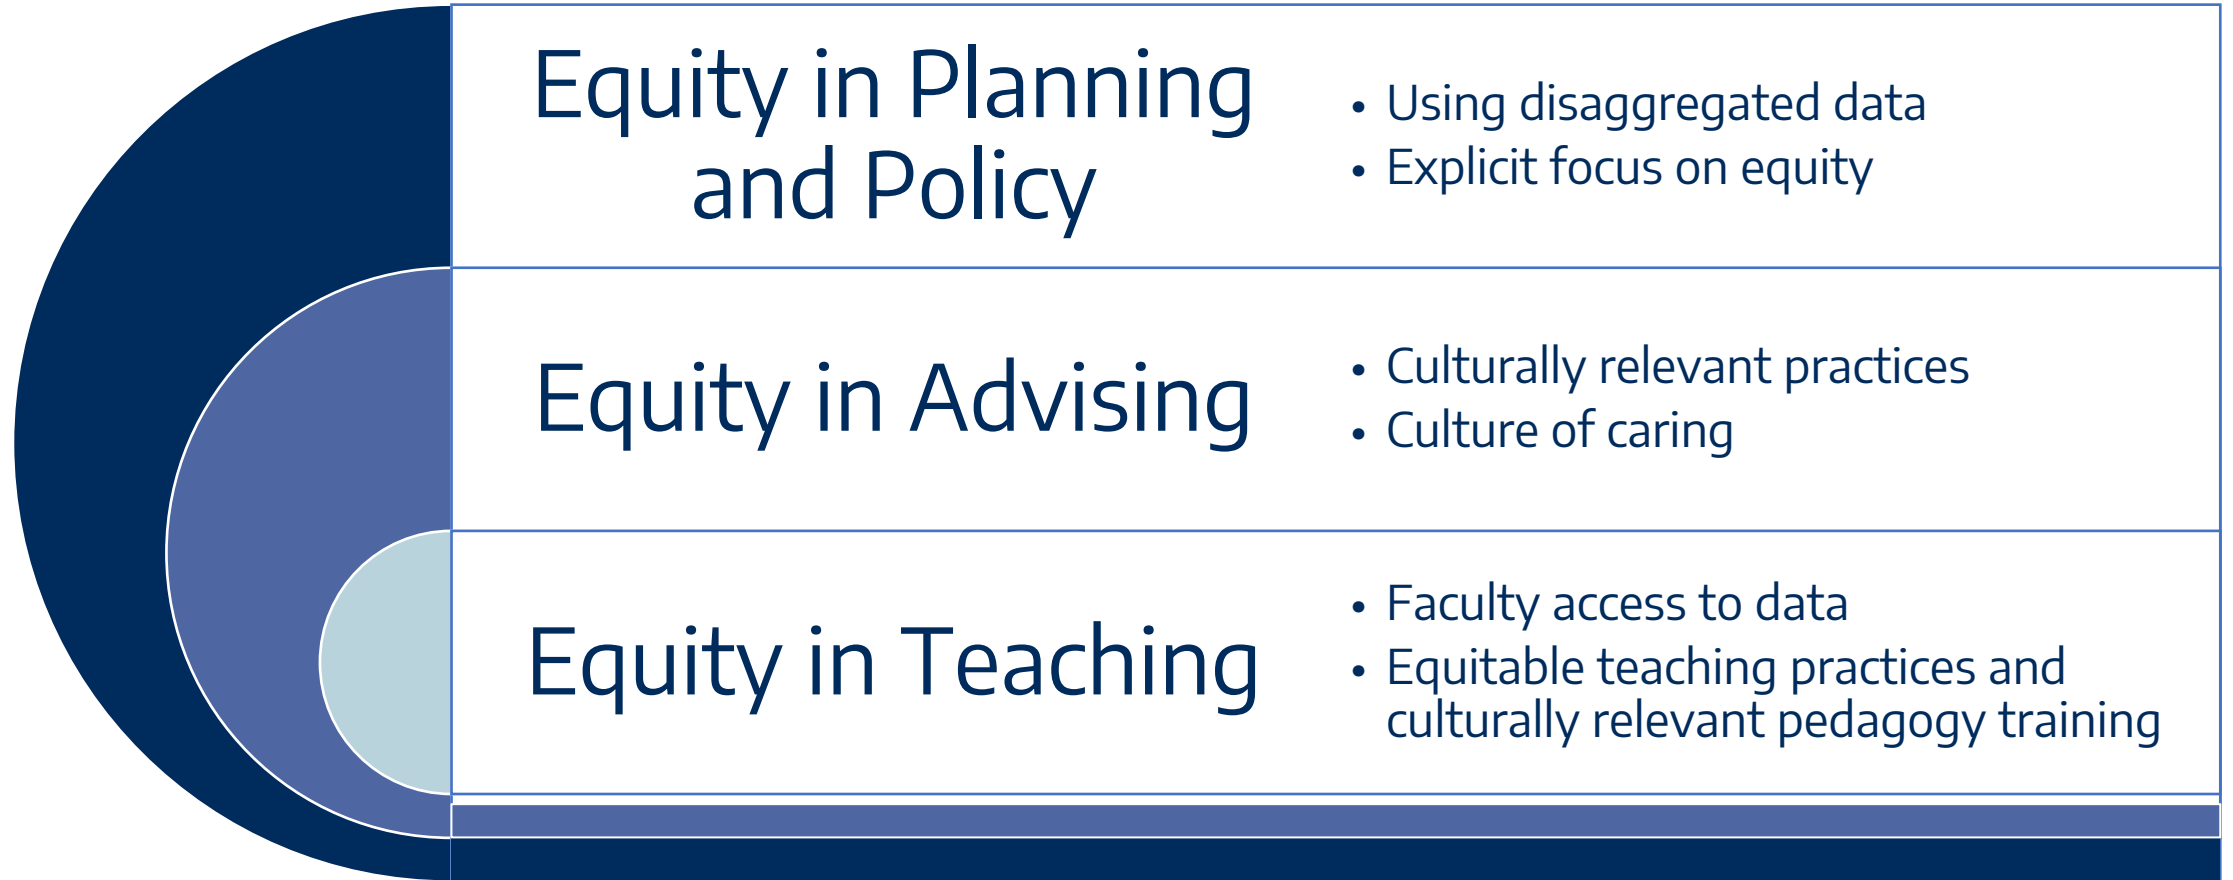 Equity in Planning
and Policy
• Using disaggregated data
• Explicit focus on equity
Equity in Advising
• Culturally relevant practices
• Culture of caring
Equity in Teaching
• Faculty access to data
• Equitable teaching practices and
culturally relevant pedagogy training